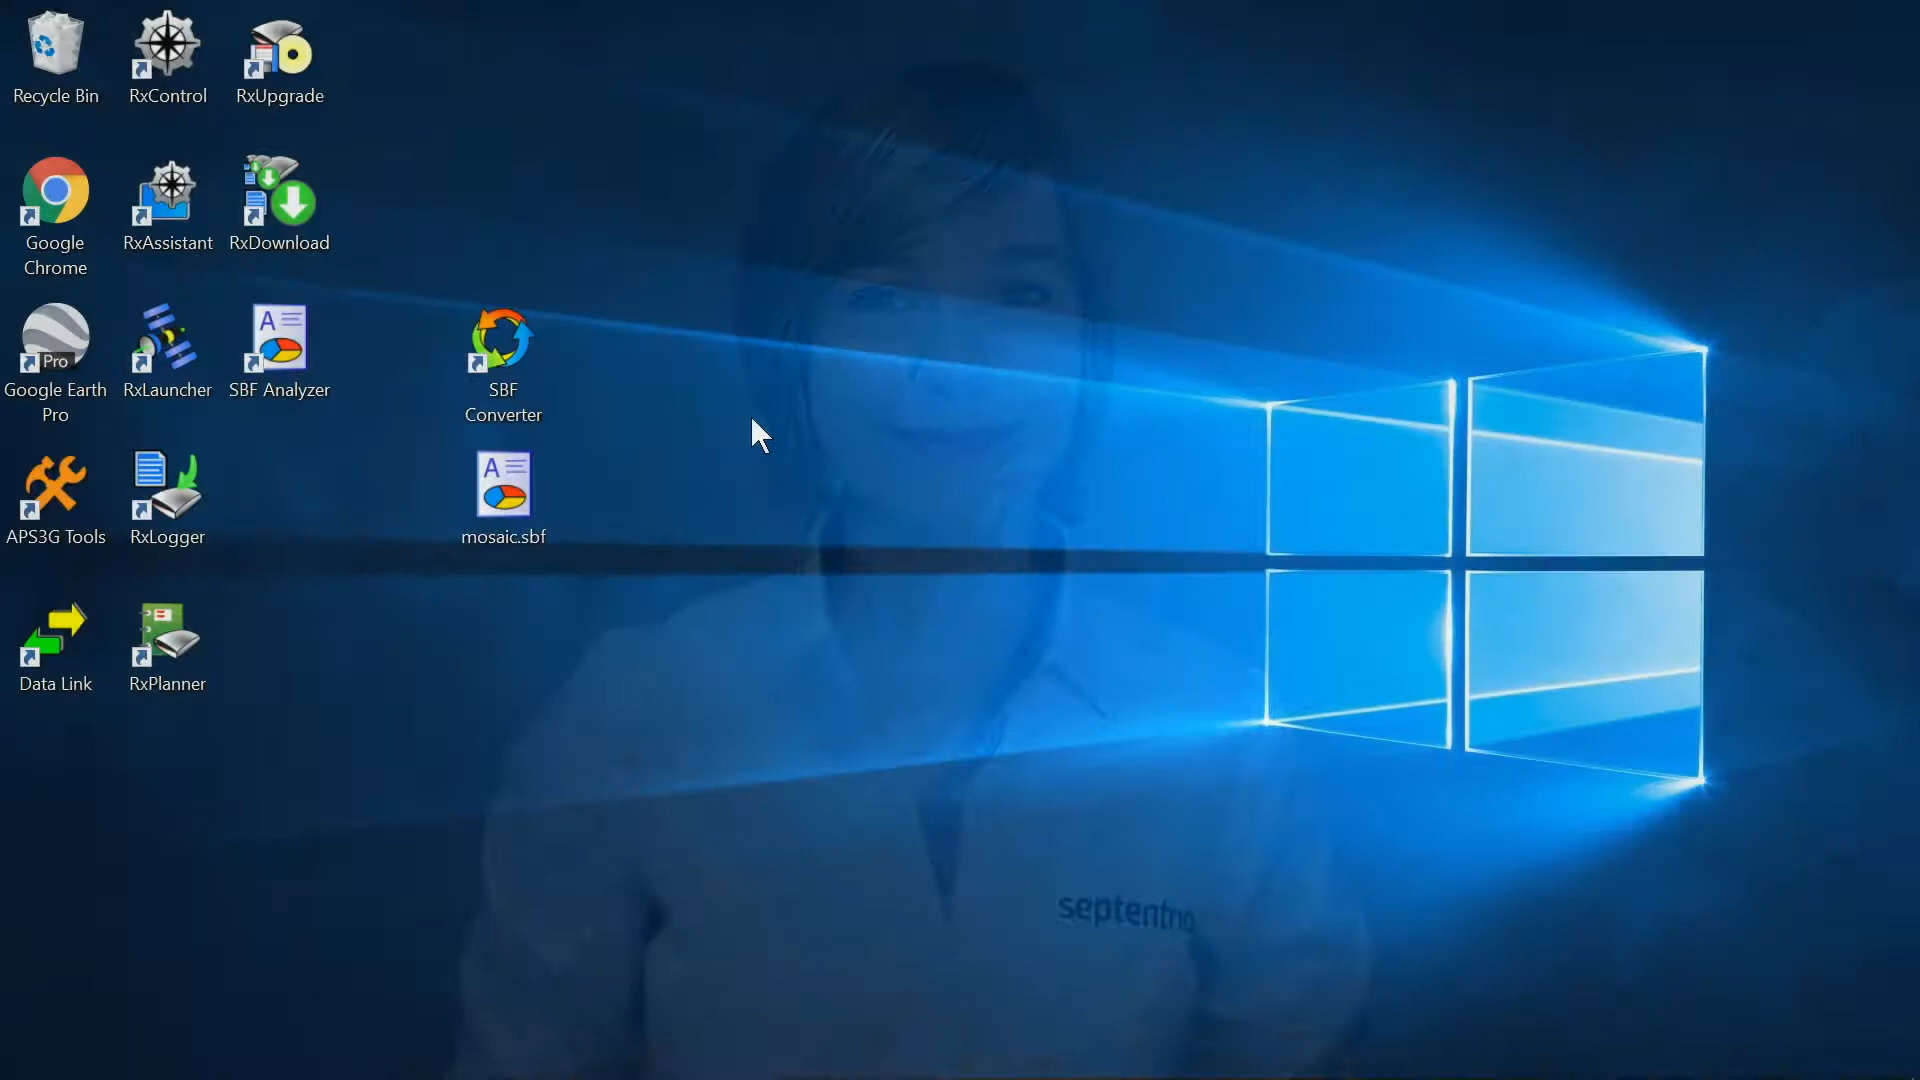 Recycle Bin
RxControl
RxUpgrade
Google
Chrome
RxAssistant
RxDownload
Pro
Google Earth
Pro
RxLauncher
A
SBF Analyzer
SBF
Converter
APS3G Tools
RxLogger
A
mosaic.sbf
Data Link
RxPlanner
septentrio